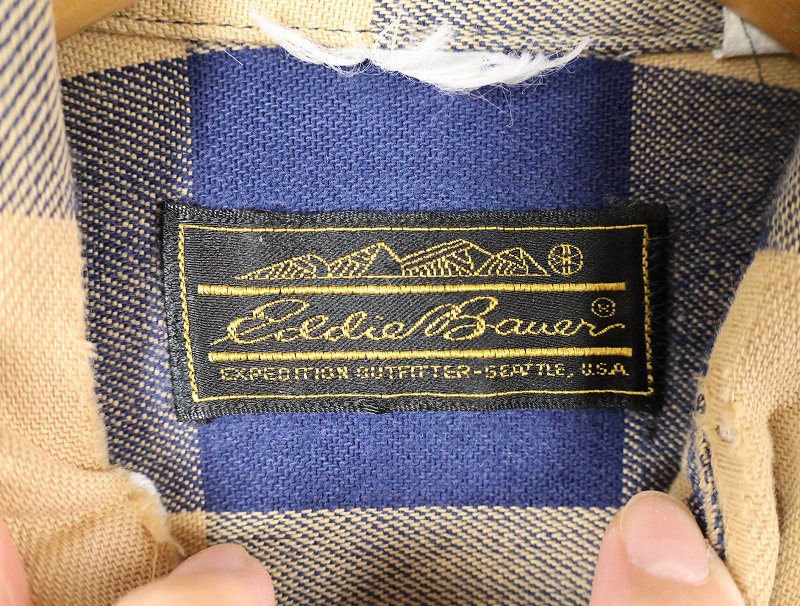 Eddie Bauer®
EXPEDITION OUTFITTER-SEATTLE, U.S.A